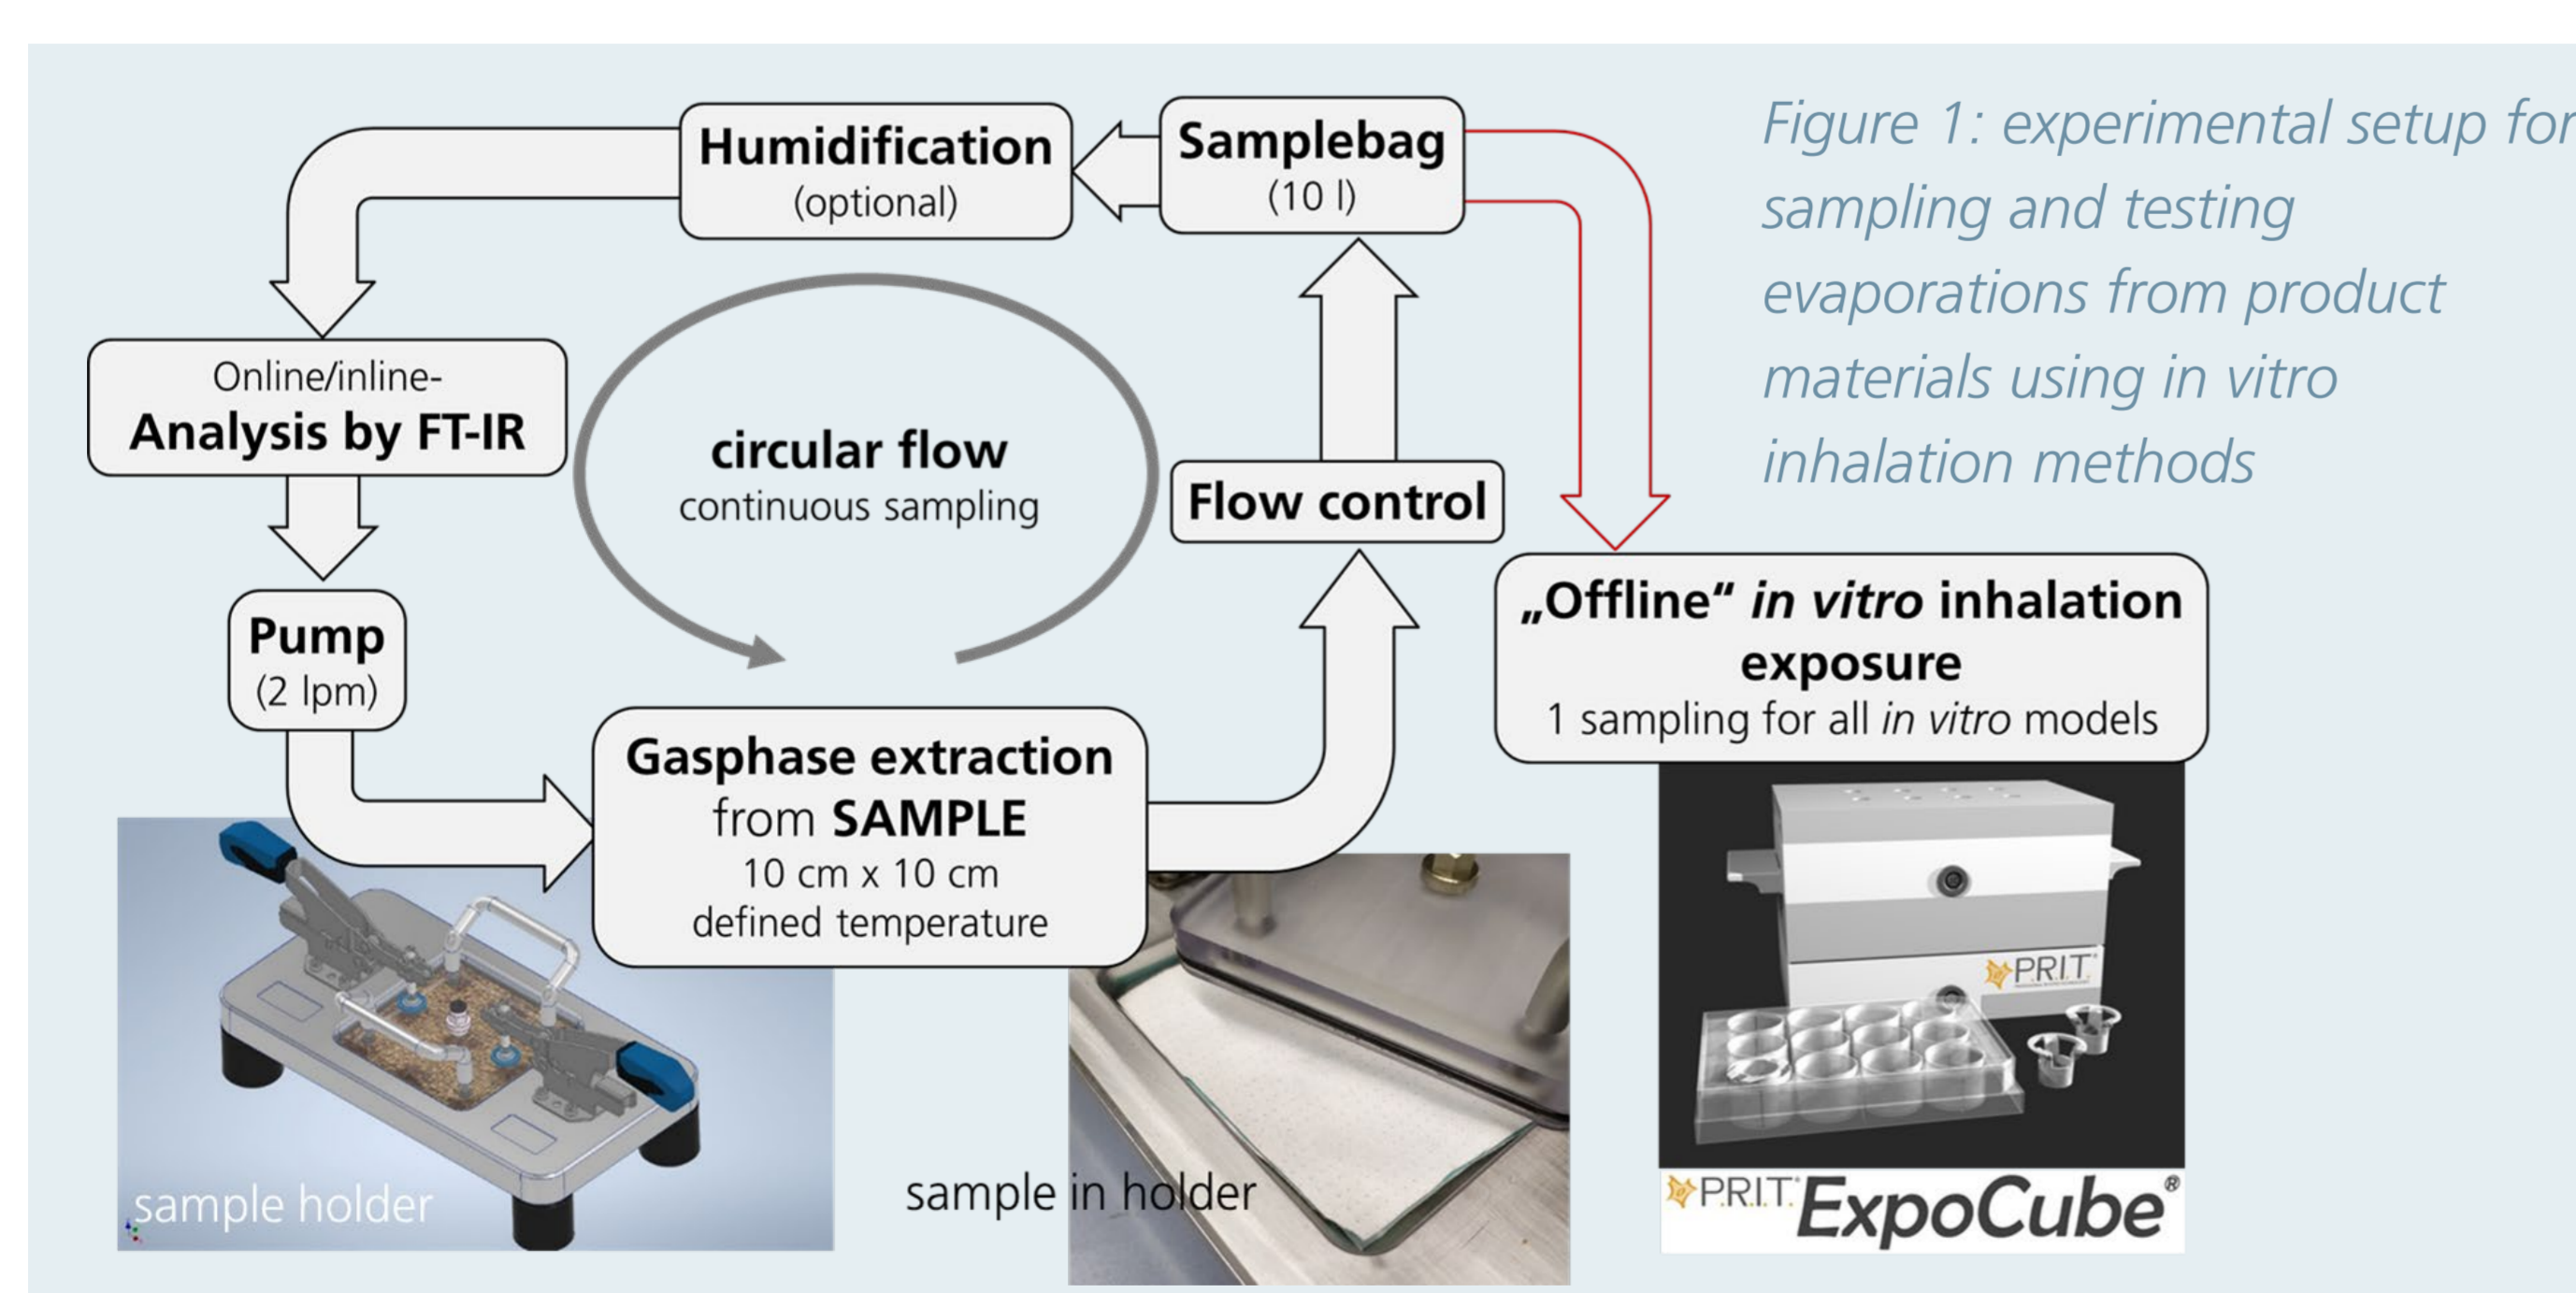 Figure 1: experimental setup for
sampling and testing
evaporations from product
materials using in vitro
inhalation methods
Humidification
(optional)
Samplebag
(10 l)
Online/inline-
Analysis by FT-IR
circular flow
continuous sampling
Flow control
Pump
(2 lpm)
Gasphase extraction
from SAMPLE
10 cm x 10 cm
defined temperature
„Offline“ in vitro inhalation
exposure
1 sampling for all in vitro models
sample holder
sample in holder
P.R.I.T.
P.R.I.T.® ExpoCube®